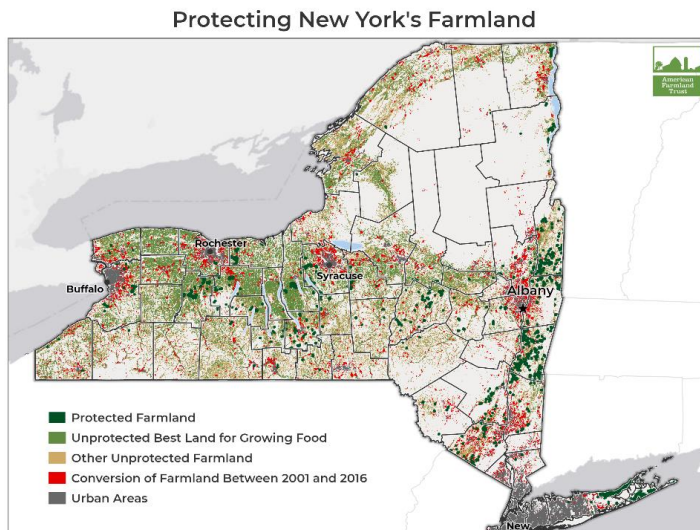 Protecting New York's Farmland
American
Farmland
Trust
Rochester
Syracuse
Buffalo
Albany
Protected Farmland
Unprotected Best Land for Growing Food
Other Unprotected Farmland
Conversion of Farmland Between 2001 and 2016
Urban Areas
New